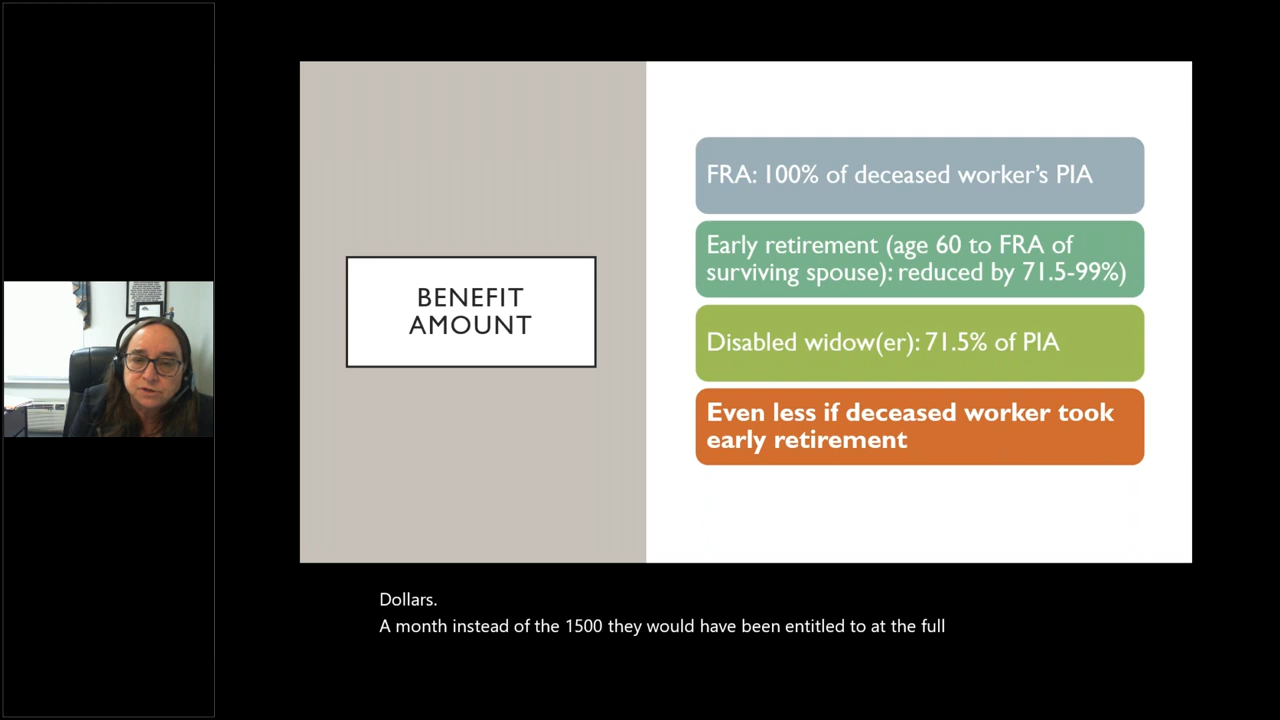 BENEFIT
AMOUNT
FRA: 100% of deceased worker's PIA
Early retirement (age 60 to FRA of
surviving spouse): reduced by 71.5-99%)
Disabled widow(er): 71.5% of PIA
Even less if deceased worker took
early retirement
Dollars.
A month instead of the 1500 they would have been entitled to at the full